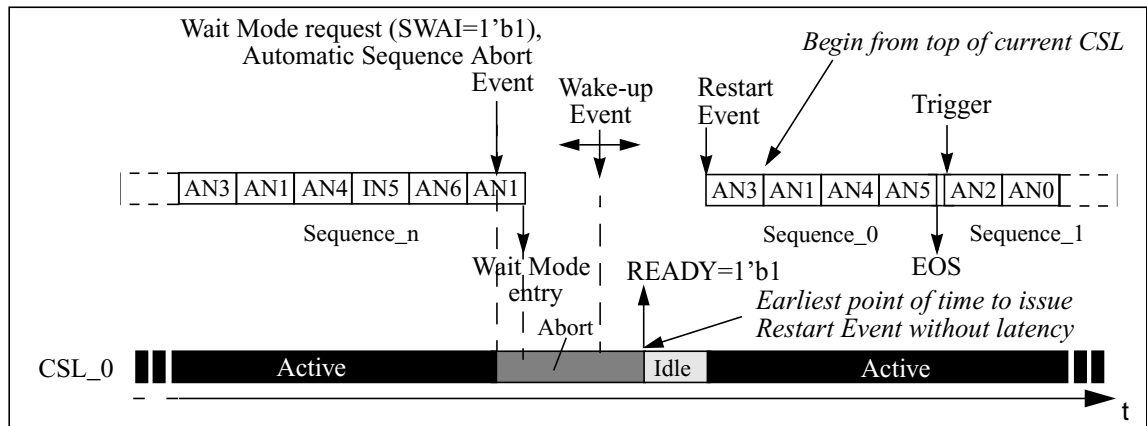 Wait Mode request (SWAI=1’b1),
Automatic Sequence Abort
Event
Wake-up
Event
Restart
Event
Begin from top of current CSL
Trigger
AN3 AN1 AN4 IN5 AN6 AN1
AN3 AN1 AN4 AN5 AN2 AN0
Sequence_n
Sequence_0
Sequence_1
Wait Mode
entry
READY=1’b1
EOS
Earliest point of time to issue
Restart Event without latency
Abort
CSL_0
Active
Idle
Active
t